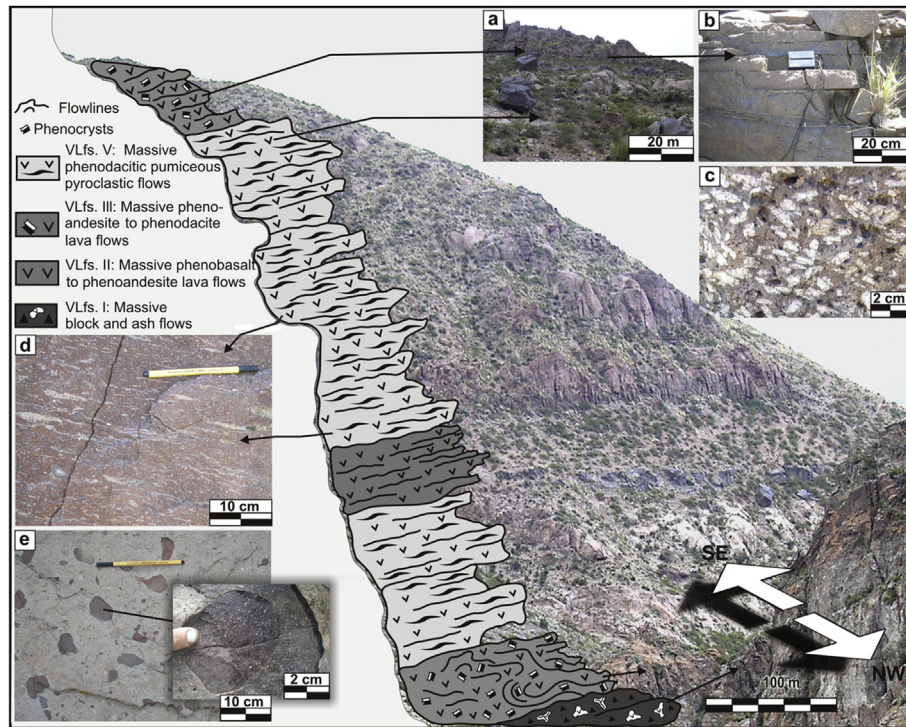 a
b
20 m
20 cm
c
2 cm
Flowlines
Phenocrysts
VLfs. V: Massive
phenodacitic pumiceous
pyroclastic flows
VLfs. III: Massive pheno-
andesite to phenodacite
lava flows
VLfs. II: Massive phenobasalt
to phenoandesite lava flows
VLfs. I: Massive
block and ash flows
d
10 cm
e
2 cm
10 cm
SE
NW
100 m